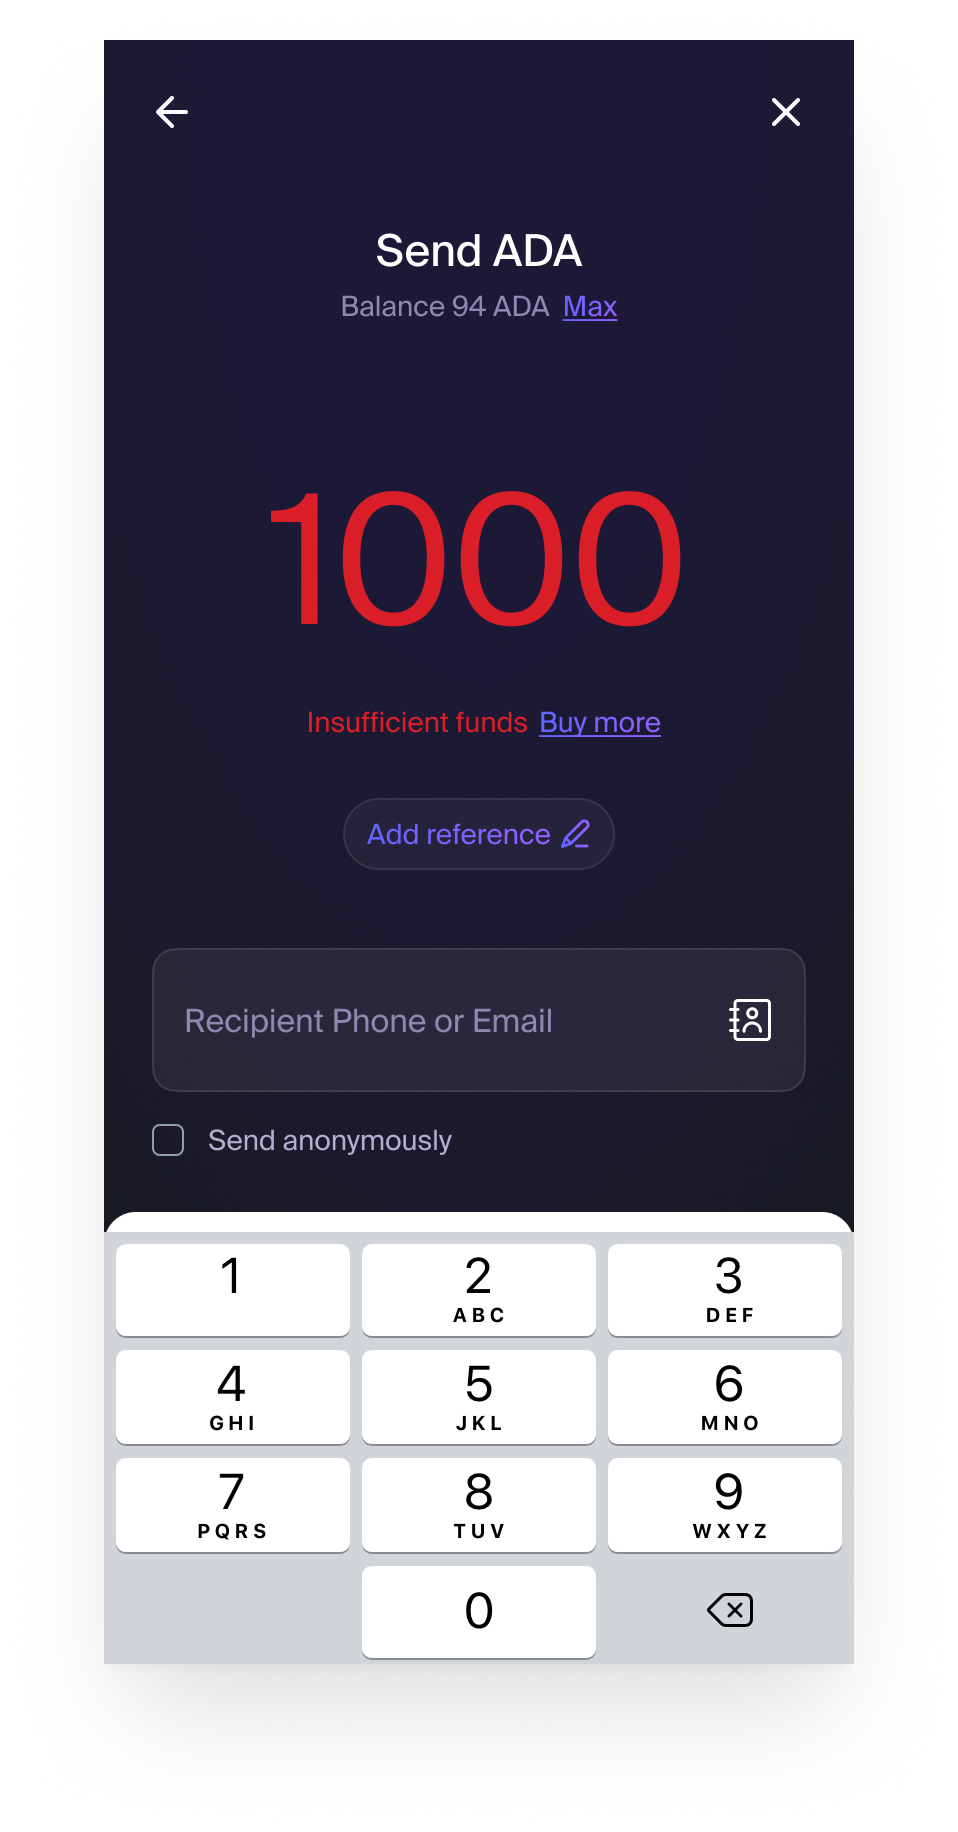 Send ADA
Balance 94 ADA Max
1000
Insufficient funds Buy more
Add reference
Recipient Phone or Email
Send anonymously
1 2 3
ABC DEF
4 5 6
GHI JKL MNO
7 8 9
PQRS TUV WXYZ
0